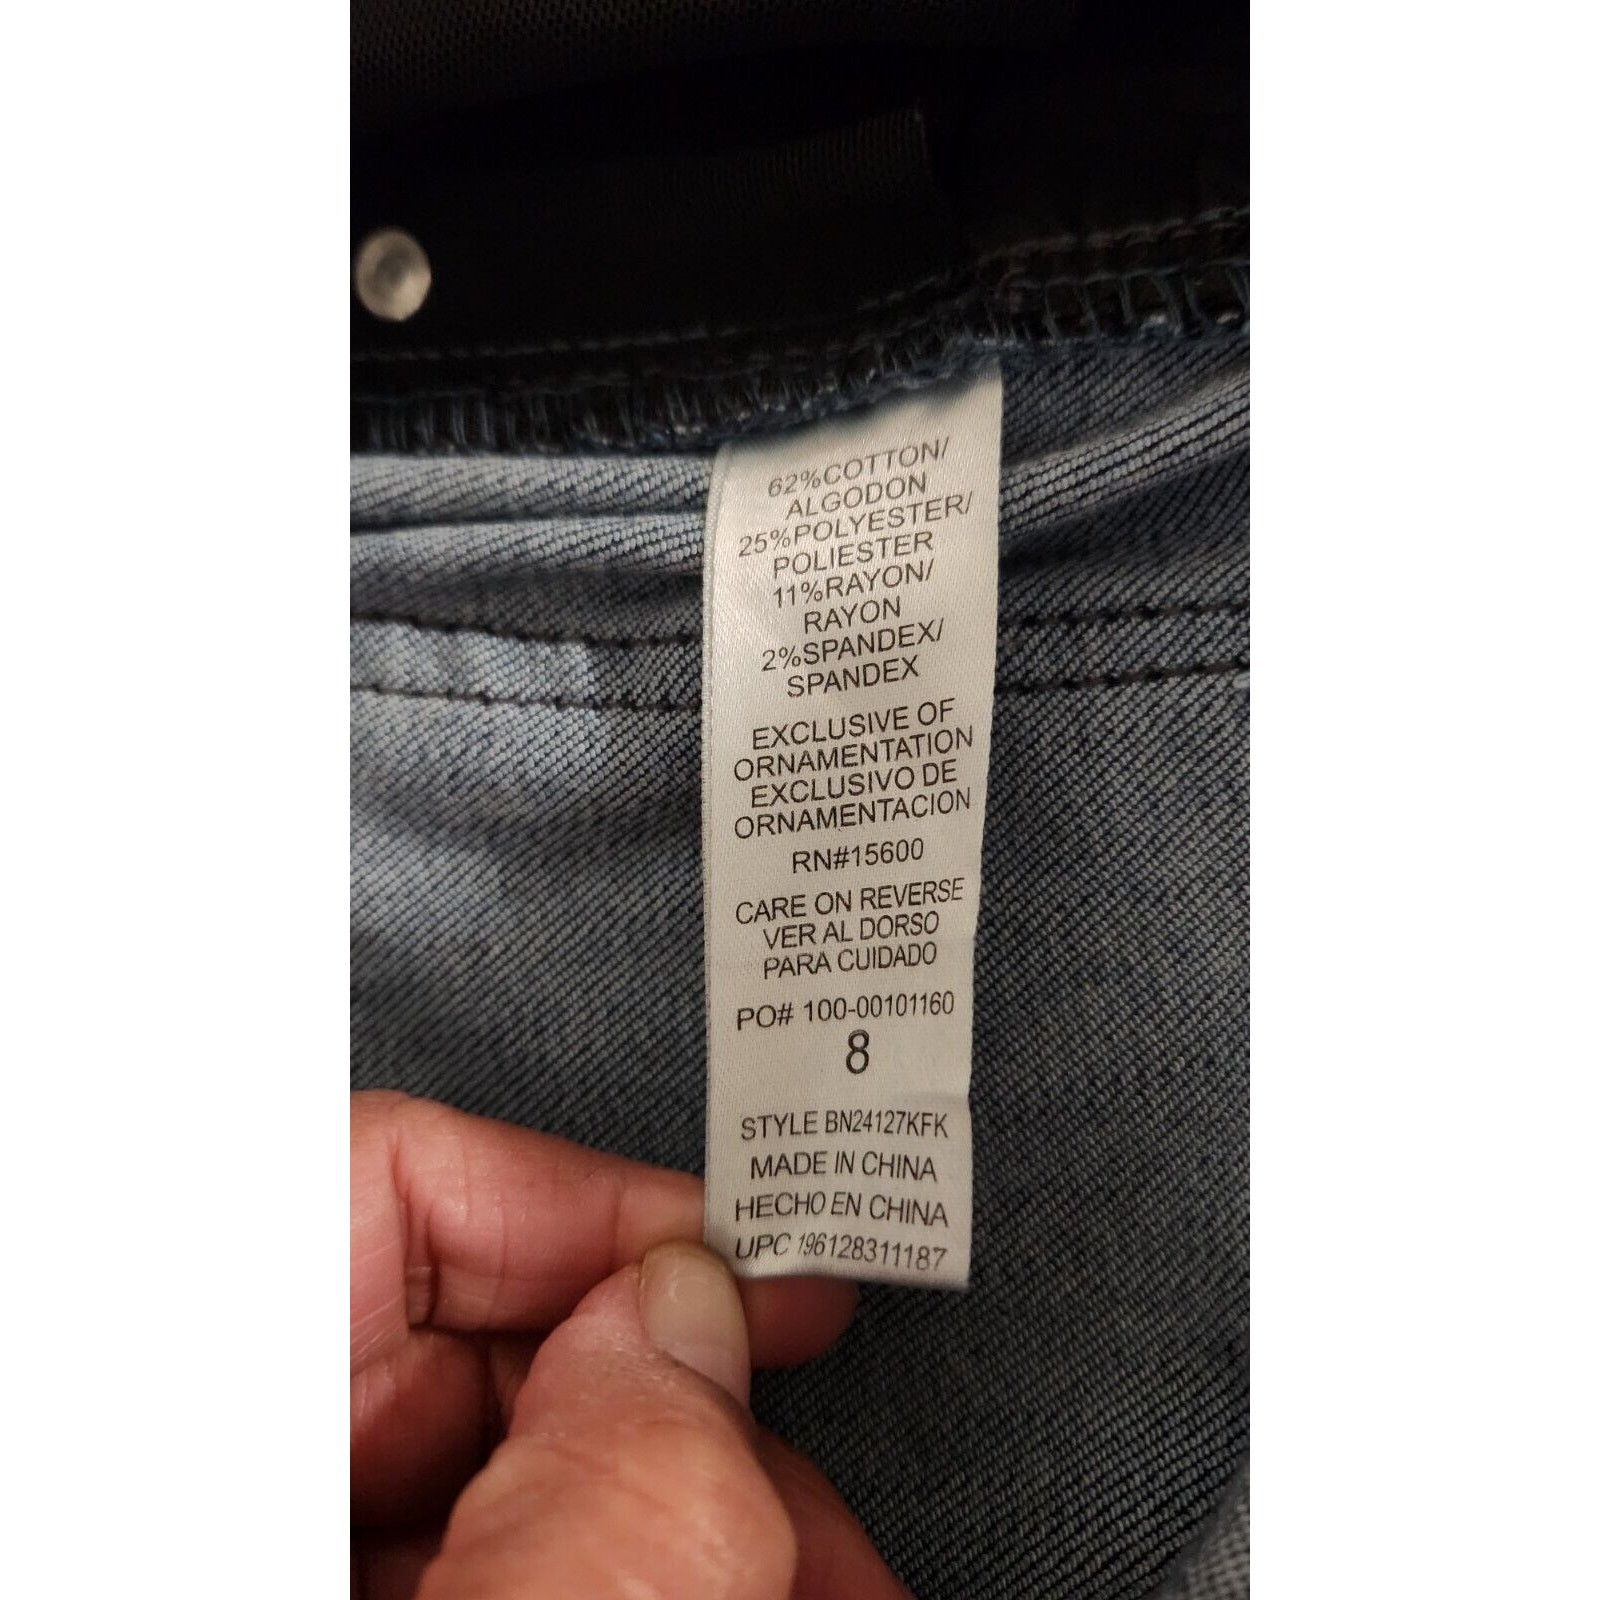 62%COTTON/
ALGODON
25%POLYESTER/
POLIESTER
11%RAYON/
RAYON
2%SPANDEX/
SPANDEX
EXCLUSIVE OF
ORNAMENTATION
EXCLUSIVO DE
ORNAMENTACION
RN#15600
CARE ON REVERSE
VER AL DORSO
PARA CUIDADO
PO# 100-00101160
8
STYLE BN24127KFK
MADE IN CHINA
HECHO EN CHINA
UPC 196128311187